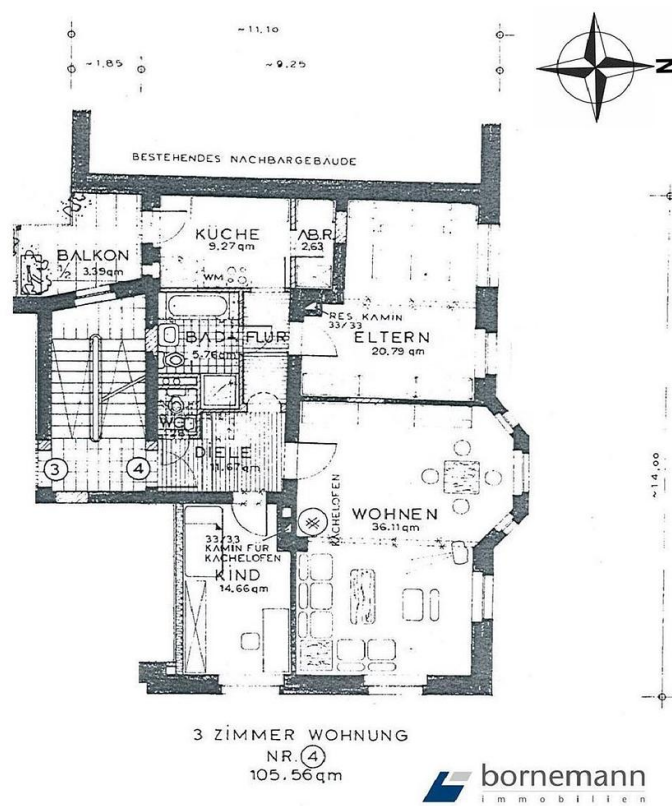 ~11.10
~1.85
~9.25
N
BESTEHENDES NACHBARGEBÄUDE
KÜCHE
9.27qm
A.B.R.
2.63
BALKON
1/2 3.39qm
WM
RES. KAMIN
33/33
BAD-FLUR
5.76qm
ELTERN
20.79 qm
WC
DIELE
11.67qm
3
4
~14.00
WOHNEN
36.11qm
KACHELOFEN
33/33
KAMIN FÜR
KACHELOFEN
KIND
14.66qm
3 ZIMMER WOHNUNG
NR. 4
105.56qm
bornemann
immobilien